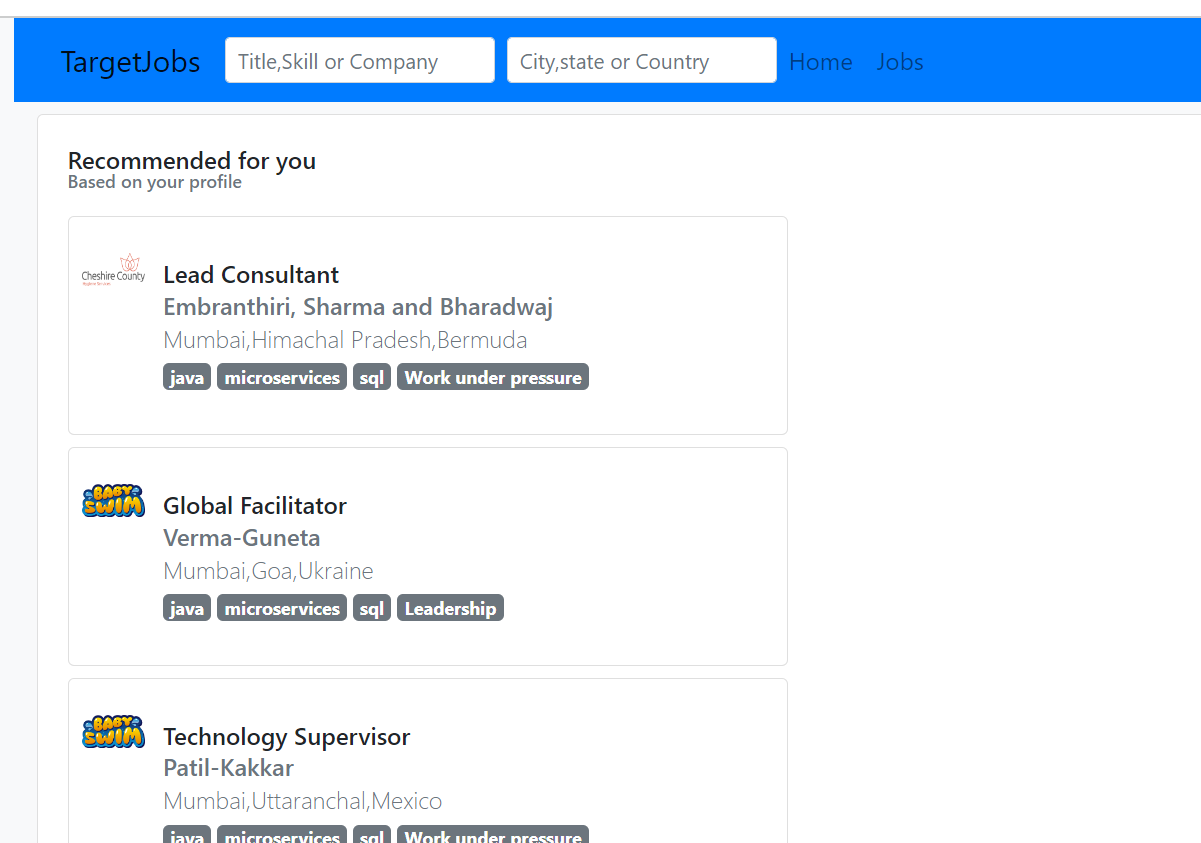 TargetJobs Title,Skill or Company City,state or Country Home Jobs
Recommended for you
Based on your profile
Cheshire County
Lead Consultant
Embranthiri, Sharma and Bharadwaj
Mumbai,Himachal Pradesh,Bermuda
java microservices sql Work under pressure
BABY
SWIM
Global Facilitator
Verma-Guneta
Mumbai,Goa,Ukraine
java microservices sql Leadership
BABY
SWIM
Technology Supervisor
Patil-Kakkar
Mumbai,Uttaranchal,Mexico
java microservices sql Work under pressure